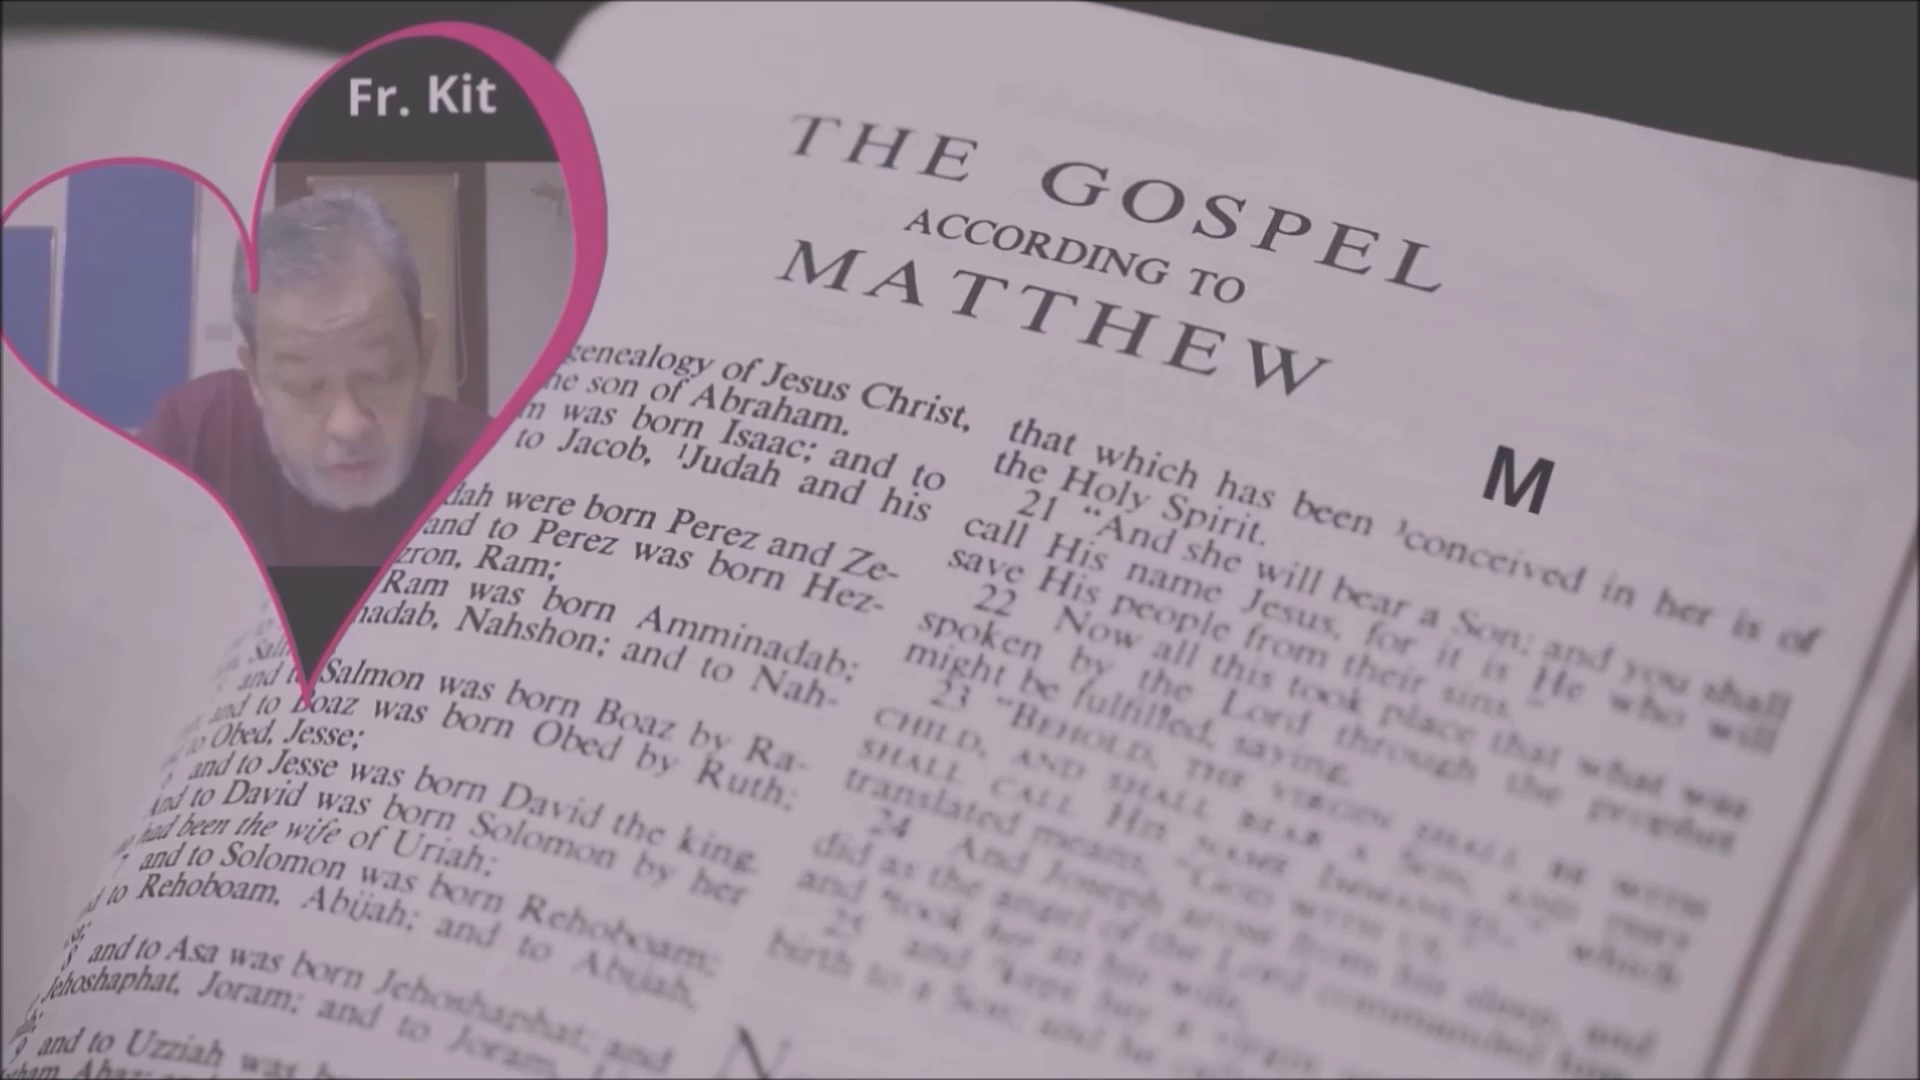 Fr. Kit
THE GOSPEL
ACCORDING TO
MATTHEW
genealogy of Jesus Christ,
son of Abraham.
was born Isaac; and to
to Jacob, ¹Judah and his
were born Perez and Ze-
and to Perez was born Hez-
Ram;
Ram was born Amminadab;
Nahshon; and to Nah-
Salmon was born Boaz by Ra-
and to Boaz was born Obed by Ruth;
Obed, Jesse;
and to Jesse was born David the king.
And to David was born Solomon by her
had been the wife of Uriah;
and to Solomon was born Rehoboam;
to Rehoboam, Abijah; and to Abijah,
and to Asa was born Jehoshaphat; and
Jehoshaphat, Joram; and to Joram,
and to Uzziah was
that which has been ³conceived in her is of
the Holy Spirit.
21 "And she will bear a Son; and you shall
call His name Jesus, for it is He who will
save His people from their sins."
22 Now all this took place that what was
spoken by the Lord through the prophet
might be fulfilled, saying,
23 "BEHOLD, THE VIRGIN SHALL BE WITH
CHILD, AND SHALL BEAR A SON, AND THEY
SHALL CALL HIS NAME IMMANUEL," which
translated means, "GOD WITH US."
24 And Joseph arose from his sleep, and
did as the angel of the Lord commanded him,
and took her as his wife,
25 and kept her a virgin
birth to a Son; and he
M
N